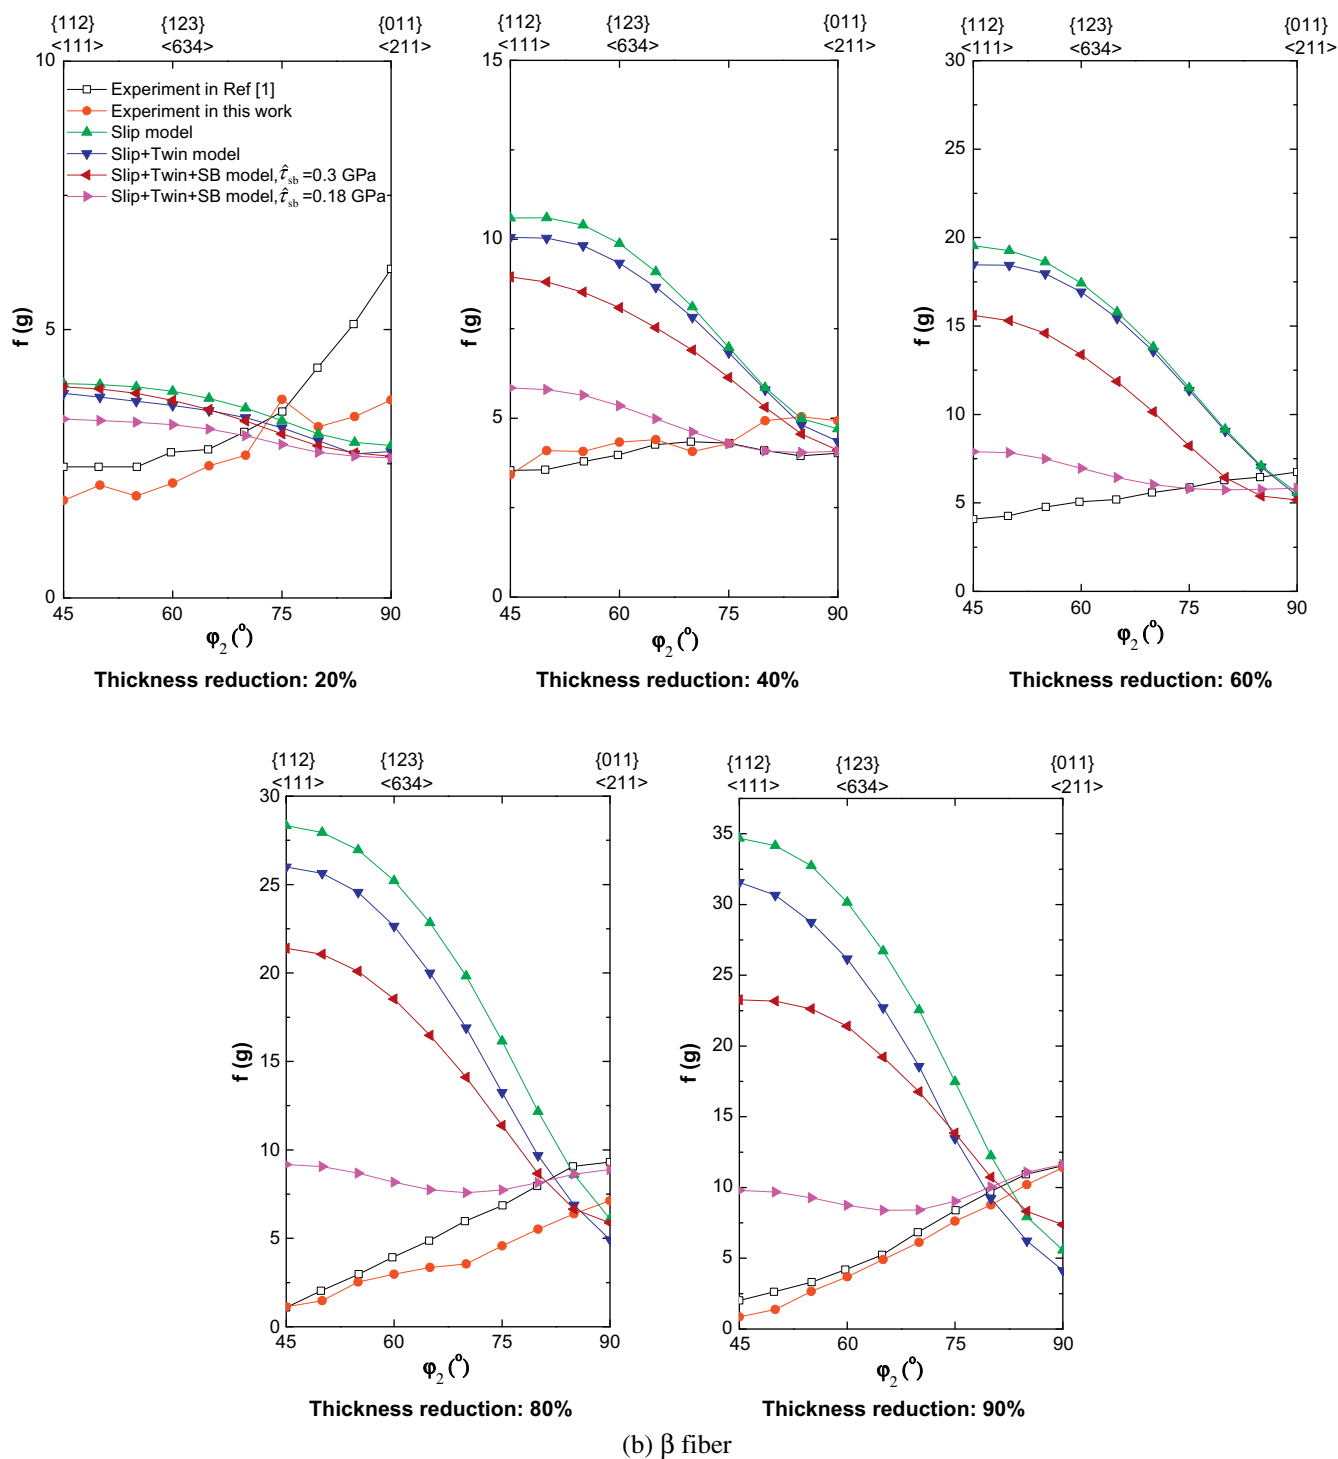 {112} {123} {011}
<111> <634> <211>
{112} {123} {011}
<111> <634> <211>
{112} {123} {011}
<111> <634> <211>
10
5
0
f (g)
Experiment in Ref [1]
Experiment in this work
Slip model
Slip+Twin model
Slip+Twin+SB model, τ̂sb =0.3 GPa
Slip+Twin+SB model, τ̂sb =0.18 GPa
45 60 75 90
φ2 (°)
Thickness reduction: 20%
15
10
5
0
f (g)
45 60 75 90
φ2 (°)
Thickness reduction: 40%
30
25
20
15
10
5
0
f (g)
45 60 75 90
φ2 (°)
Thickness reduction: 60%
{112} {123} {011}
<111> <634> <211>
30
25
20
15
10
5
0
f (g)
45 60 75 90
φ2 (°)
Thickness reduction: 80%
{112} {123} {011}
<111> <634> <211>
35
30
25
20
15
10
5
0
f (g)
45 60 75 90
φ2 (°)
Thickness reduction: 90%
(b) β fiber